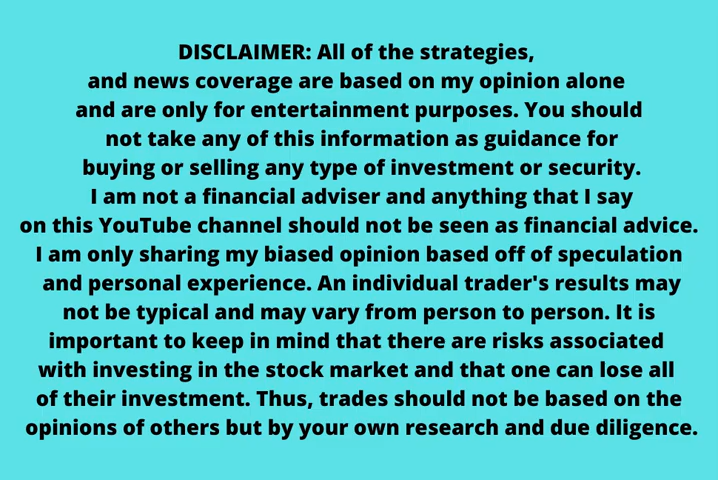 DISCLAIMER: All of the strategies,
and news coverage are based on my opinion alone
and are only for entertainment purposes. You should
not take any of this information as guidance for
buying or selling any type of investment or security.
I am not a financial adviser and anything that I say
on this YouTube channel should not be seen as financial advice.
I am only sharing my biased opinion based off of speculation
and personal experience. An individual trader's results may
not be typical and may vary from person to person. It is
important to keep in mind that there are risks associated
with investing in the stock market and that one can lose all
of their investment. Thus, trades should not be based on the
opinions of others but by your own research and due diligence.